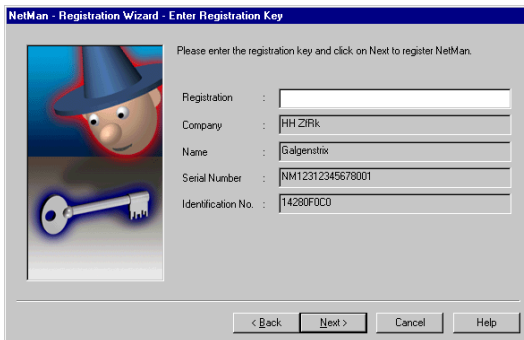 NetMan - Registration Wizard - Enter Registration Key
Please enter the registration key and click on Next to register NetMan.
Registration :
Company : HH ZfRk
Name : Galgenstrix
Serial Number : NM12312345678001
Identification No. : 14280F0C0
< Back Next > Cancel Help